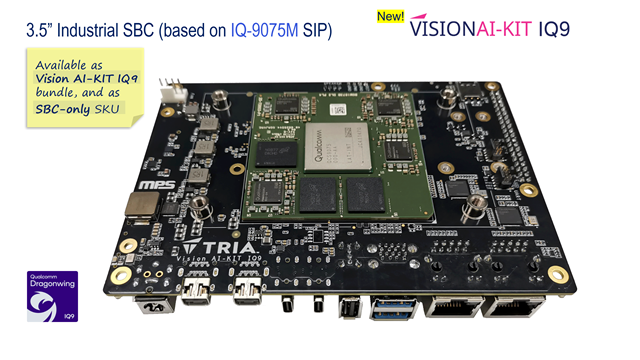 3.5” Industrial SBC (based on IQ-9075M SIP)
New!
VISIONAI-KIT IQ9
Available as
Vision AI-KIT IQ9
bundle, and as
SBC-only SKU
Qualcomm
mps
TRIA
Vision AI-KIT IQ9
Qualcomm
Dragonwing
IQ9